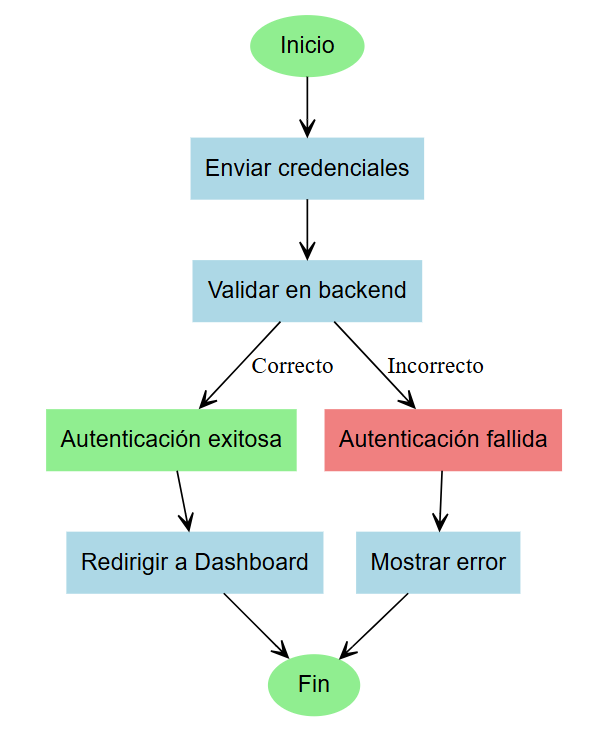 Inicio
Enviar credenciales
Validar en backend
Correcto
Incorrecto
Autenticación exitosa
Autenticación fallida
Redirigir a Dashboard
Mostrar error
Fin